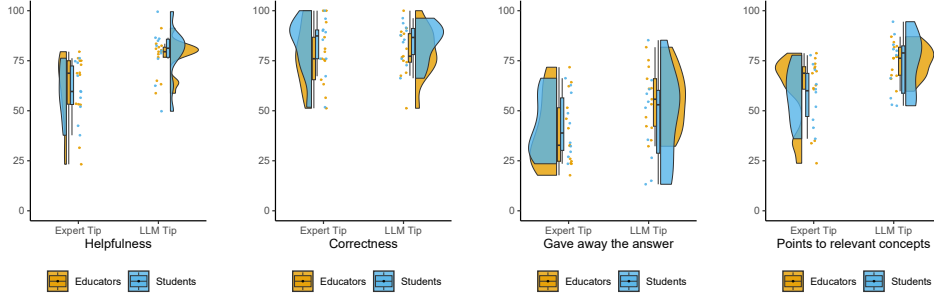 100
75
50
25
0
Expert Tip LLM Tip
Helpfulness
Educators Students
100
75
50
25
0
Expert Tip LLM Tip
Correctness
Educators Students
100
75
50
25
0
Expert Tip LLM Tip
Gave away the answer
Educators Students
100
75
50
25
0
Expert Tip LLM Tip
Points to relevant concepts
Educators Students